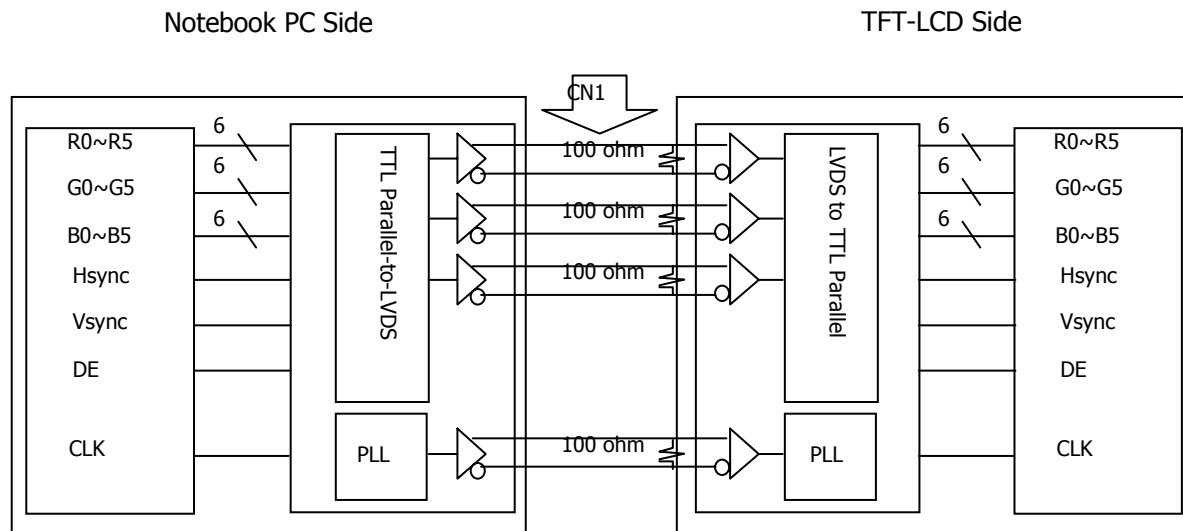 Notebook PC Side
TFT-LCD Side
CN1
R0~R5
6
G0~G5
6
B0~B5
6
Hsync
Vsync
DE
CLK
TTL Parallel-to-LVDS
PLL
100 ohm
100 ohm
100 ohm
100 ohm
LVDS to TTL Parallel
PLL
6
R0~R5
6
G0~G5
6
B0~B5
Hsync
Vsync
DE
CLK